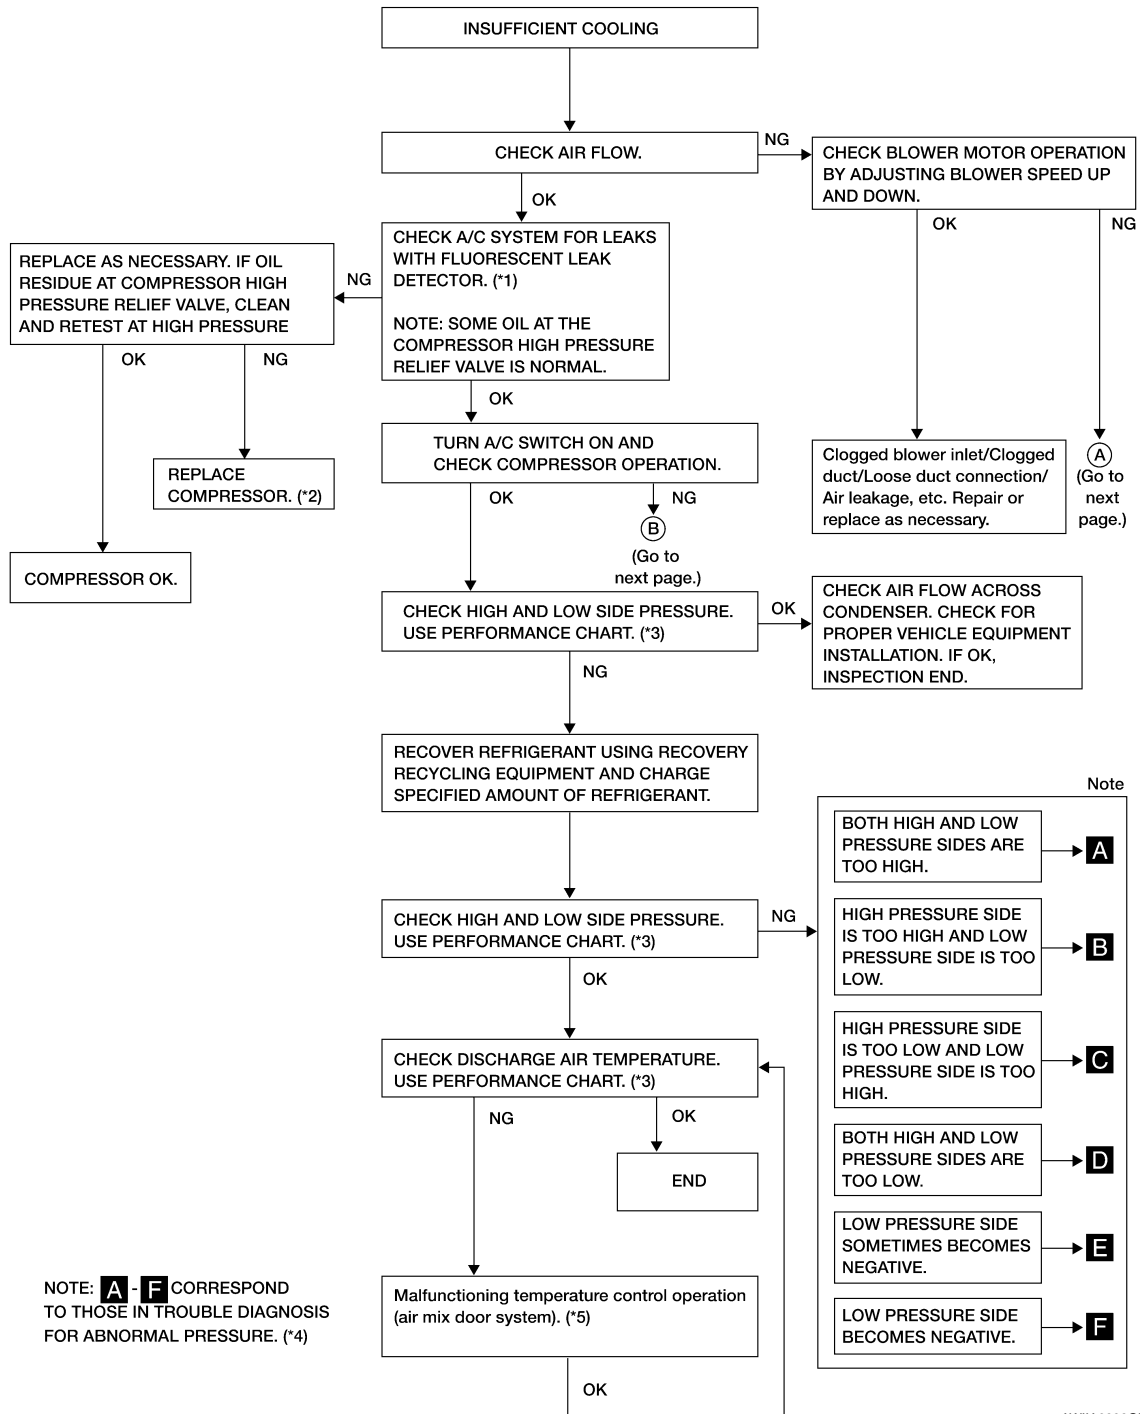 INSUFFICIENT COOLING
CHECK AIR FLOW.
NG
CHECK BLOWER MOTOR OPERATION
BY ADJUSTING BLOWER SPEED UP
AND DOWN.
OK
OK
NG
CHECK A/C SYSTEM FOR LEAKS
WITH FLUORESCENT LEAK
DETECTOR. (*1)
NOTE: SOME OIL AT THE
COMPRESSOR HIGH PRESSURE
RELIEF VALVE IS NORMAL.
NG
REPLACE AS NECESSARY. IF OIL
RESIDUE AT COMPRESSOR HIGH
PRESSURE RELIEF VALVE, CLEAN
AND RETEST AT HIGH PRESSURE
OK
NG
REPLACE
COMPRESSOR. (*2)
COMPRESSOR OK.
OK
TURN A/C SWITCH ON AND
CHECK COMPRESSOR OPERATION.
OK
NG
B
(Go to
next page.)
Clogged blower inlet/Clogged
duct/Loose duct connection/
Air leakage, etc. Repair or
replace as necessary.
A
(Go to
next
page.)
CHECK HIGH AND LOW SIDE PRESSURE.
USE PERFORMANCE CHART. (*3)
OK
CHECK AIR FLOW ACROSS
CONDENSER. CHECK FOR
PROPER VEHICLE EQUIPMENT
INSTALLATION. IF OK,
INSPECTION END.
NG
RECOVER REFRIGERANT USING RECOVERY
RECYCLING EQUIPMENT AND CHARGE
SPECIFIED AMOUNT OF REFRIGERANT.
CHECK HIGH AND LOW SIDE PRESSURE.
USE PERFORMANCE CHART. (*3)
NG
OK
Note
BOTH HIGH AND LOW
PRESSURE SIDES ARE
TOO HIGH.
A
HIGH PRESSURE SIDE
IS TOO HIGH AND LOW
PRESSURE SIDE IS TOO
LOW.
B
HIGH PRESSURE SIDE
IS TOO LOW AND LOW
PRESSURE SIDE IS TOO
HIGH.
C
BOTH HIGH AND LOW
PRESSURE SIDES ARE
TOO LOW.
D
LOW PRESSURE SIDE
SOMETIMES BECOMES
NEGATIVE.
E
LOW PRESSURE SIDE
BECOMES NEGATIVE.
F
CHECK DISCHARGE AIR TEMPERATURE.
USE PERFORMANCE CHART. (*3)
NG
OK
END
Malfunctioning temperature control operation
(air mix door system). (*5)
OK
NOTE: A - F CORRESPOND
TO THOSE IN TROUBLE DIAGNOSIS
FOR ABNORMAL PRESSURE. (*4)